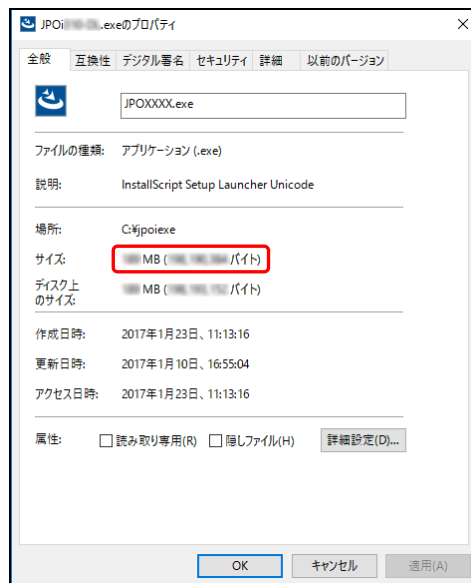 JPOi .exeのプロパティ
全般 互換性 デジタル署名 セキュリティ 詳細 以前のバージョン
JPOXXXX.exe
ファイルの種類: アプリケーション (.exe)
説明: InstallScript Setup Launcher Unicode
場所: C:¥jpoiexe
サイズ: MB ( バイト)
ディスク上
のサイズ: MB ( バイト)
作成日時: 2017年1月23日、11:13:16
更新日時: 2017年1月10日、16:55:04
アクセス日時: 2017年1月23日、11:13:16
属性: 読み取り専用(R) 隠しファイル(H) 詳細設定(D)...
OK キャンセル 適用(A)